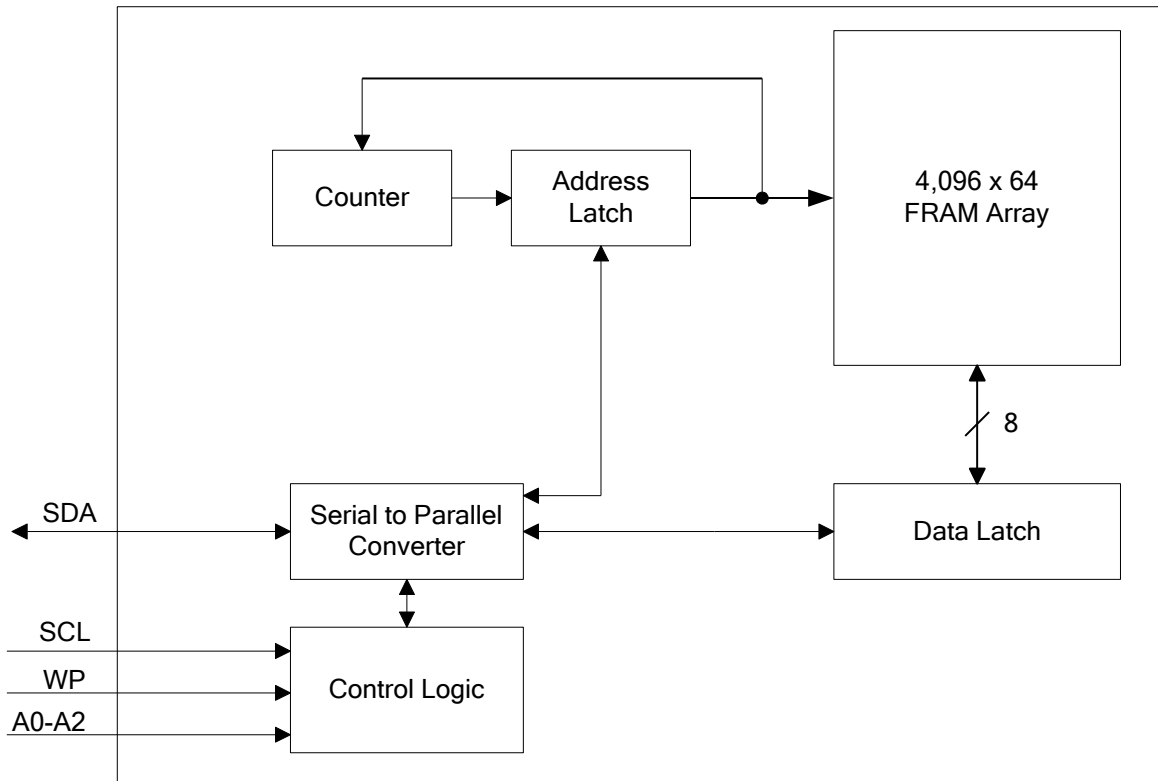 Counter
Address
Latch
4,096 x 64
FRAM Array
8
SDA
Serial to Parallel
Converter
Data Latch
SCL
WP
A0-A2
Control Logic